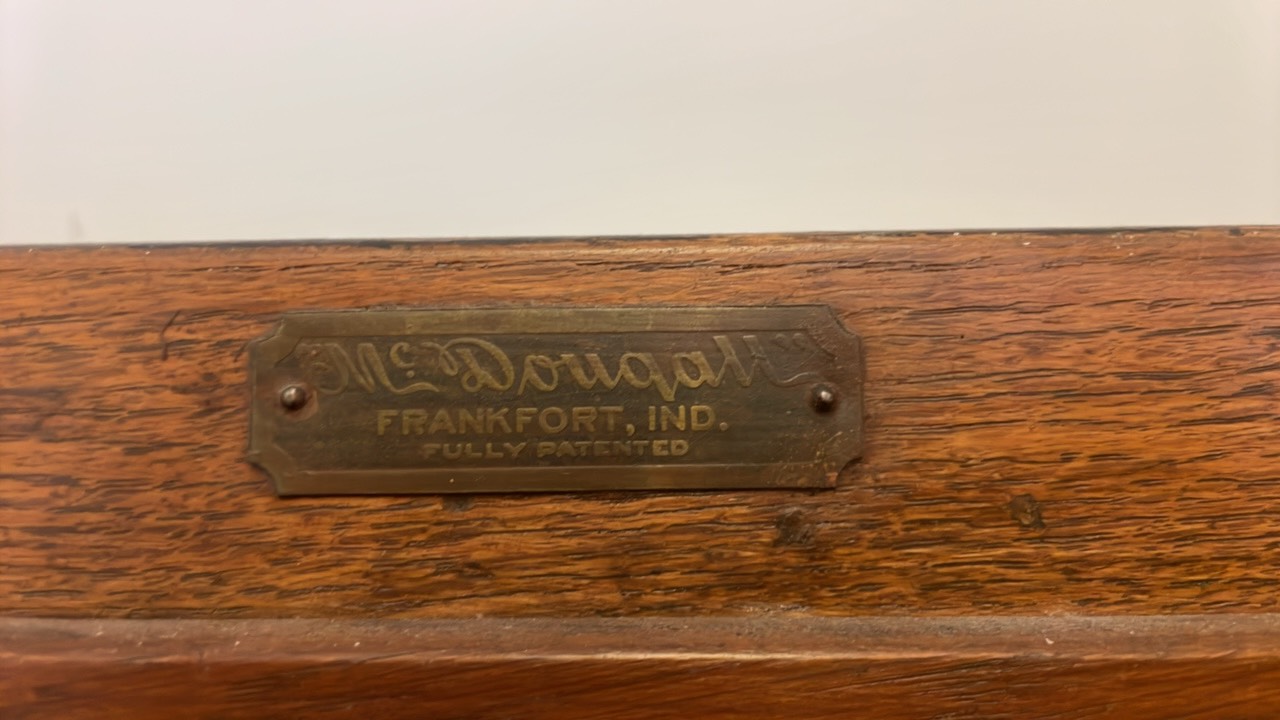 McDougall
FRANKFORT, IND.
FULLY PATENTED